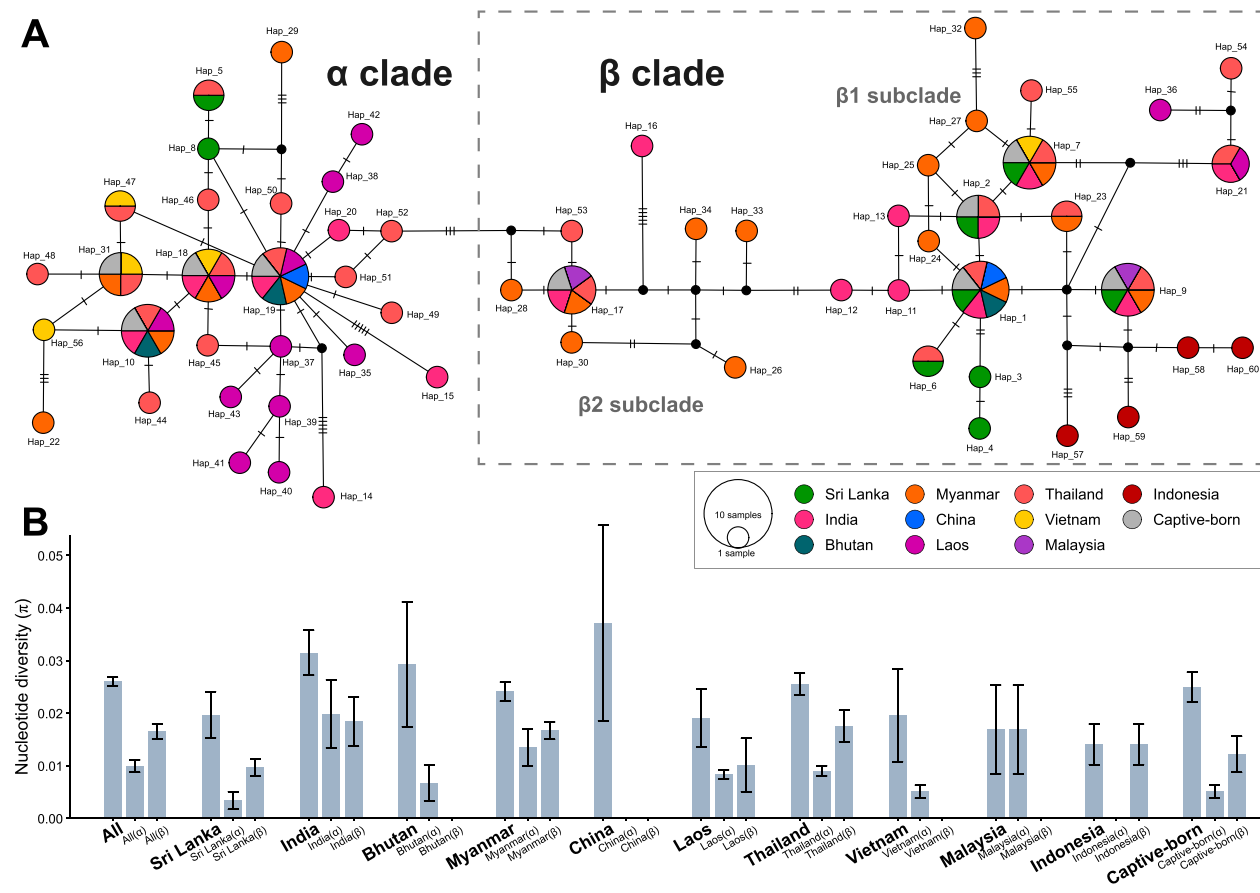 A
α clade
β clade
β1 subclade
β2 subclade
Hap_29
Hap_5
Hap_42
Hap_8
Hap_38
Hap_47
Hap_46
Hap_50
Hap_20
Hap_52
Hap_31
Hap_18
Hap_48
Hap_51
Hap_19
Hap_49
Hap_56
Hap_10
Hap_45
Hap_37
Hap_35
Hap_15
Hap_44
Hap_43
Hap_22
Hap_39
Hap_41
Hap_40
Hap_14
Hap_32
Hap_54
Hap_55
Hap_36
Hap_27
Hap_16
Hap_7
Hap_25
Hap_2
Hap_23
Hap_21
Hap_53
Hap_34
Hap_33
Hap_13
Hap_24
Hap_28
Hap_17
Hap_12
Hap_11
Hap_1
Hap_9
Hap_30
Hap_26
Hap_6
Hap_3
Hap_58
Hap_60
Hap_59
Hap_4
Hap_57
10 samples
1 sample
Sri Lanka
Myanmar
Thailand
Indonesia
India
China
Vietnam
Captive-born
Bhutan
Laos
Malaysia
B
Nucleotide diversity (π)
0.05
0.04
0.03
0.02
0.01
0.00
All
All(α)
All(β)
Sri Lanka
Sri Lanka(α)
Sri Lanka(β)
India
India(α)
India(β)
Bhutan
Bhutan(α)
Bhutan(β)
Myanmar
Myanmar(α)
Myanmar(β)
China
China(α)
China(β)
Laos
Laos(α)
Laos(β)
Thailand
Thailand(α)
Thailand(β)
Vietnam
Vietnam(α)
Vietnam(β)
Malaysia
Malaysia(α)
Malaysia(β)
Indonesia
Indonesia(α)
Indonesia(β)
Captive-born
Captive-born(α)
Captive-born(β)